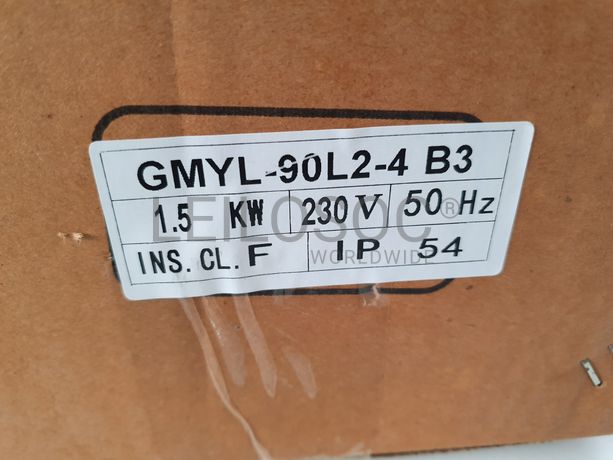 GMYL-90L2-4 B3
1.5 KW 230 V 50 Hz
INS. CL. F IP 54
LEILOSOC®
WORLDWIDE